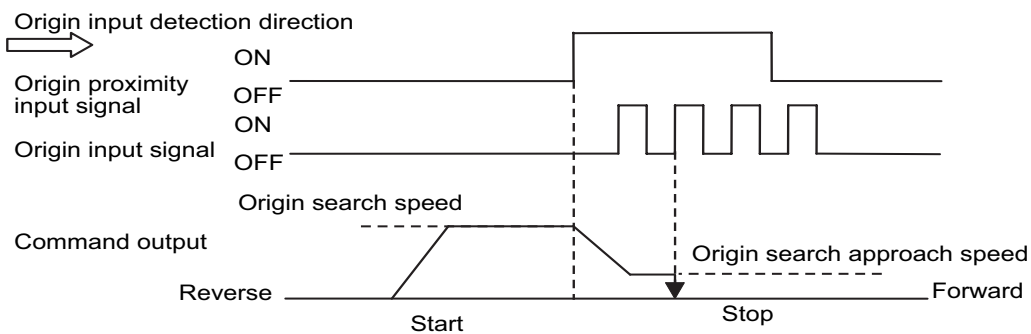 Origin input detection direction
ON
Origin proximity
input signal
OFF
ON
Origin input signal
OFF
Origin search speed
Command output
Origin search approach speed
Reverse
Forward
Start
Stop